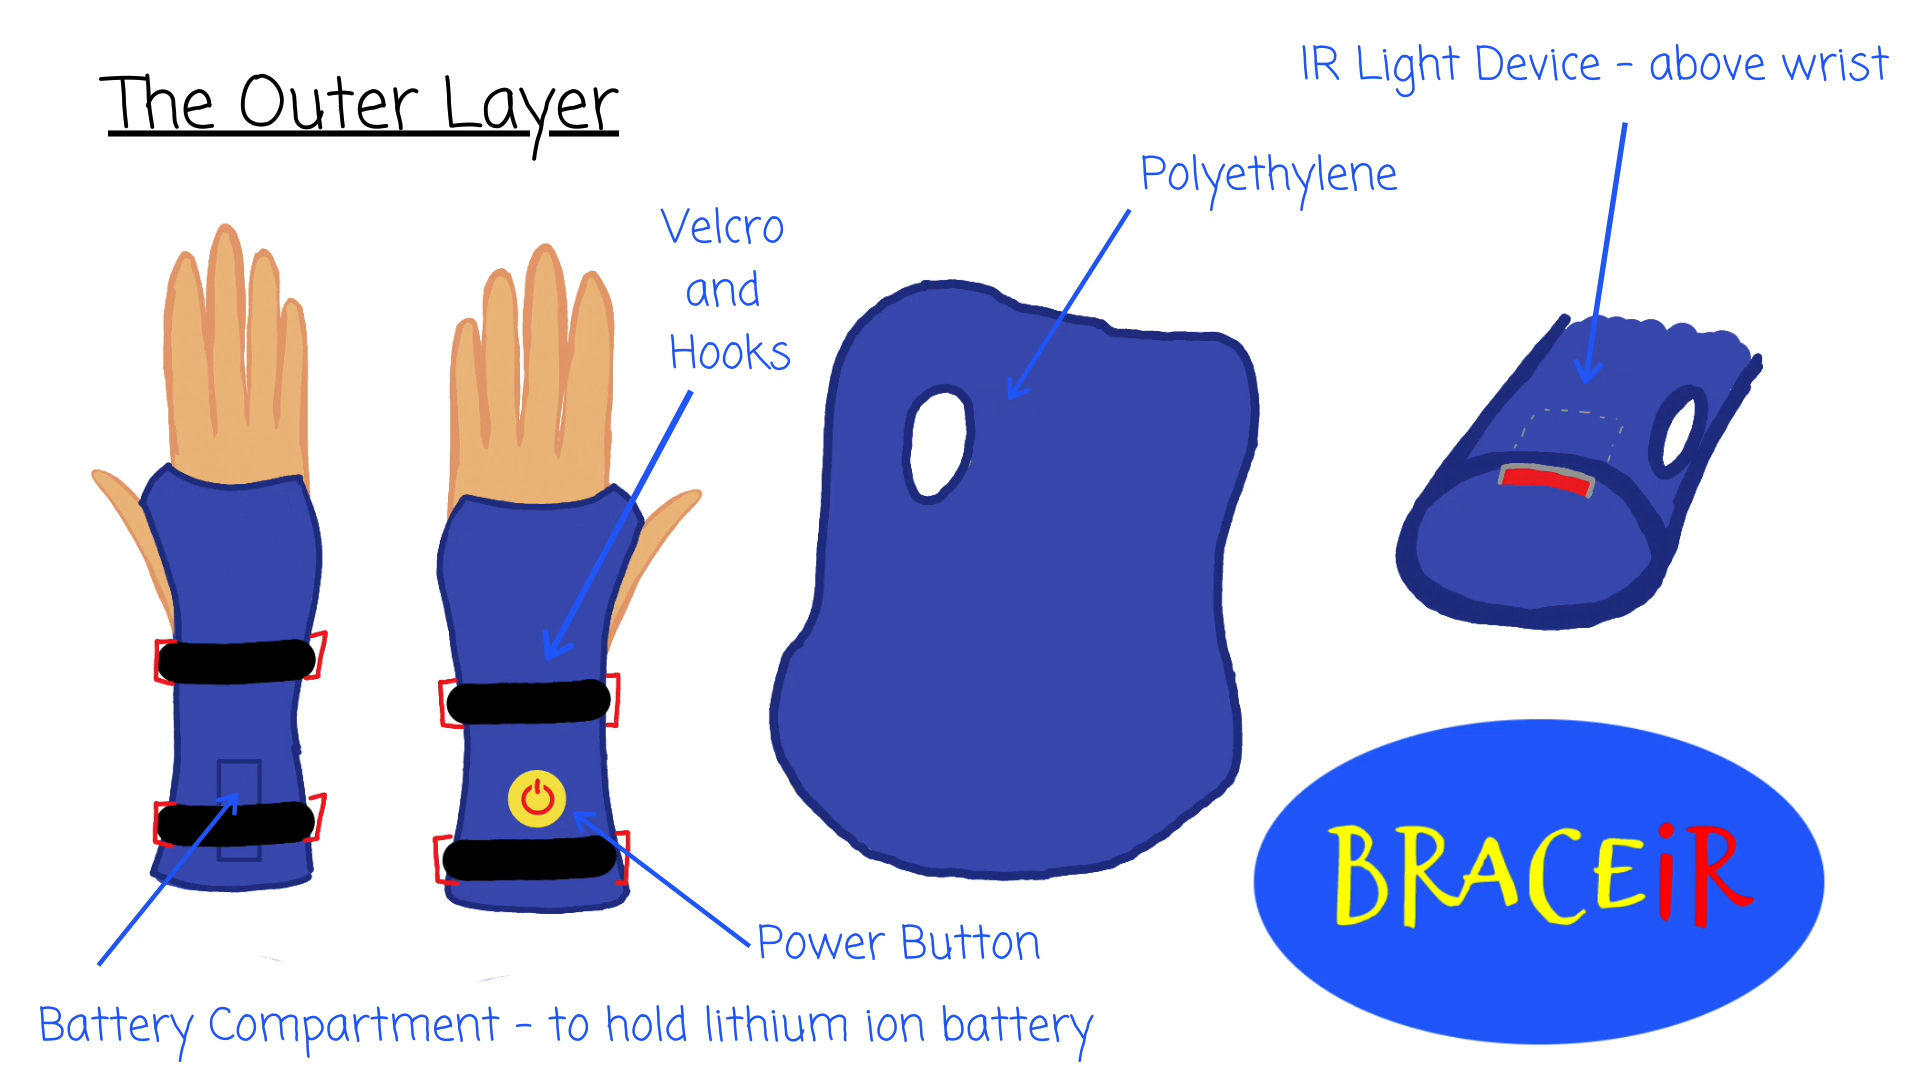 The Outer Layer
IR Light Device - above wrist
Polyethylene
Velcro
and
Hooks
BRACEiR
Power Button
Battery Compartment - to hold lithium ion battery